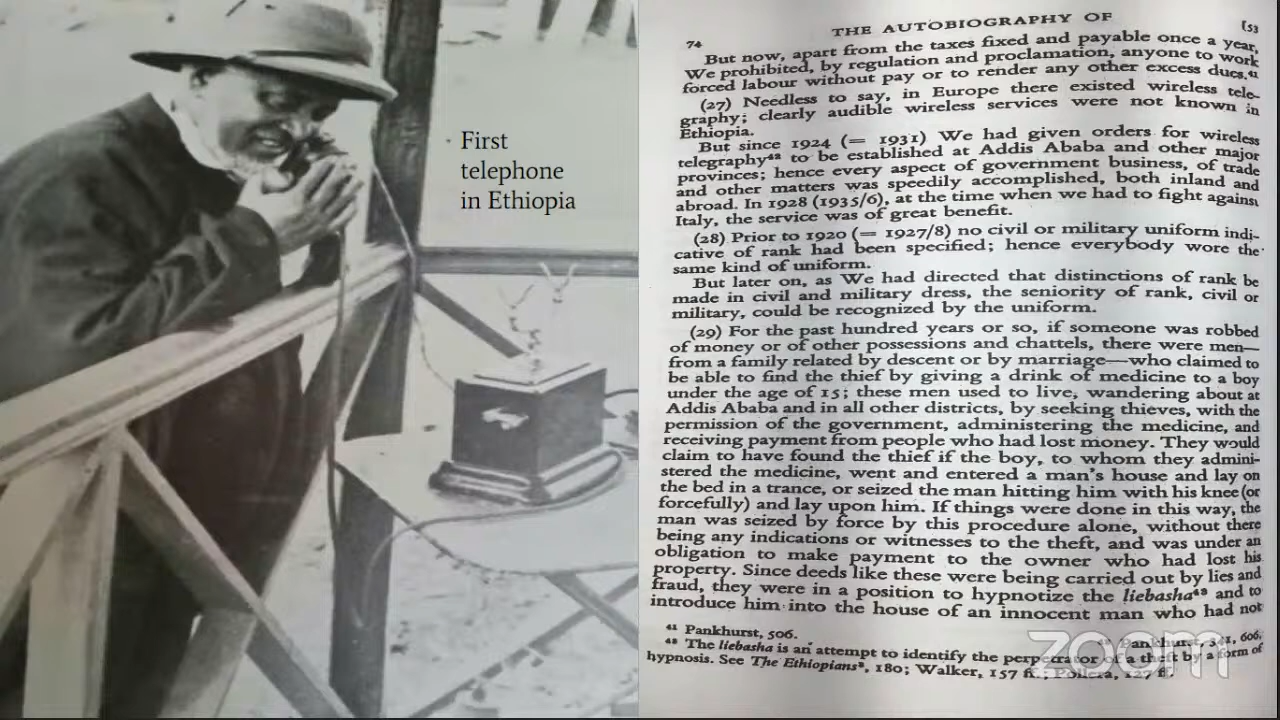 First
telephone
in Ethiopia
THE AUTOBIOGRAPHY OF
74
[53
But now, apart from the taxes fixed and payable once a year,
We prohibited, by regulation and proclamation, anyone to work
forced labour without pay or to render any other excess dues.⁴¹
(27) Needless to say, in Europe there existed wireless tele-
graphy; clearly audible wireless services were not known in
Ethiopia.
But since 1924 (= 1931) We had given orders for wireless
telegraphy⁴² to be established at Addis Ababa and other major
provinces; hence every aspect of government business, of trade
and other matters was speedily accomplished, both inland and
abroad. In 1928 (1935/6), at the time when we had to fight against
Italy, the service was of great benefit.
(28) Prior to 1920 (= 1927/8) no civil or military uniform indi-
cative of rank had been specified; hence everybody wore the
same kind of uniform.
But later on, as We had directed that distinctions of rank be
made in civil and military dress, the seniority of rank, civil or
military, could be recognized by the uniform.
(29) For the past hundred years or so, if someone was robbed
of money or of other possessions and chattels, there were men—
from a family related by descent or by marriage—who claimed to
be able to find the thief by giving a drink of medicine to a boy
under the age of 15; these men used to live, wandering about at
Addis Ababa and in all other districts, by seeking thieves, with the
permission of the government, administering the medicine, and
receiving payment from people who had lost money. They would
claim to have found the thief if the boy, to whom they admini-
stered the medicine, went and entered a man's house and lay on
the bed in a trance, or seized the man hitting him with his knee (or
forcefully) and lay upon him. If things were done in this way, the
man was seized by force by this procedure alone, without there
being any indications or witnesses to the theft, and was under an
obligation to make payment to the owner who had lost his
property. Since deeds like these were being carried out by lies and
fraud, they were in a position to hypnotize the liebasha⁴³ and to
introduce him into the house of an innocent man who had not
⁴¹ Pankhurst, 506.
Pankhurst, 341, 606.
The liebasha is an attempt to identify the perpetrator of a theft by a form of
hypnosis. See The Ethiopians², 180; Walker, 157 ff.; Pollera, 127 ff.
zoom